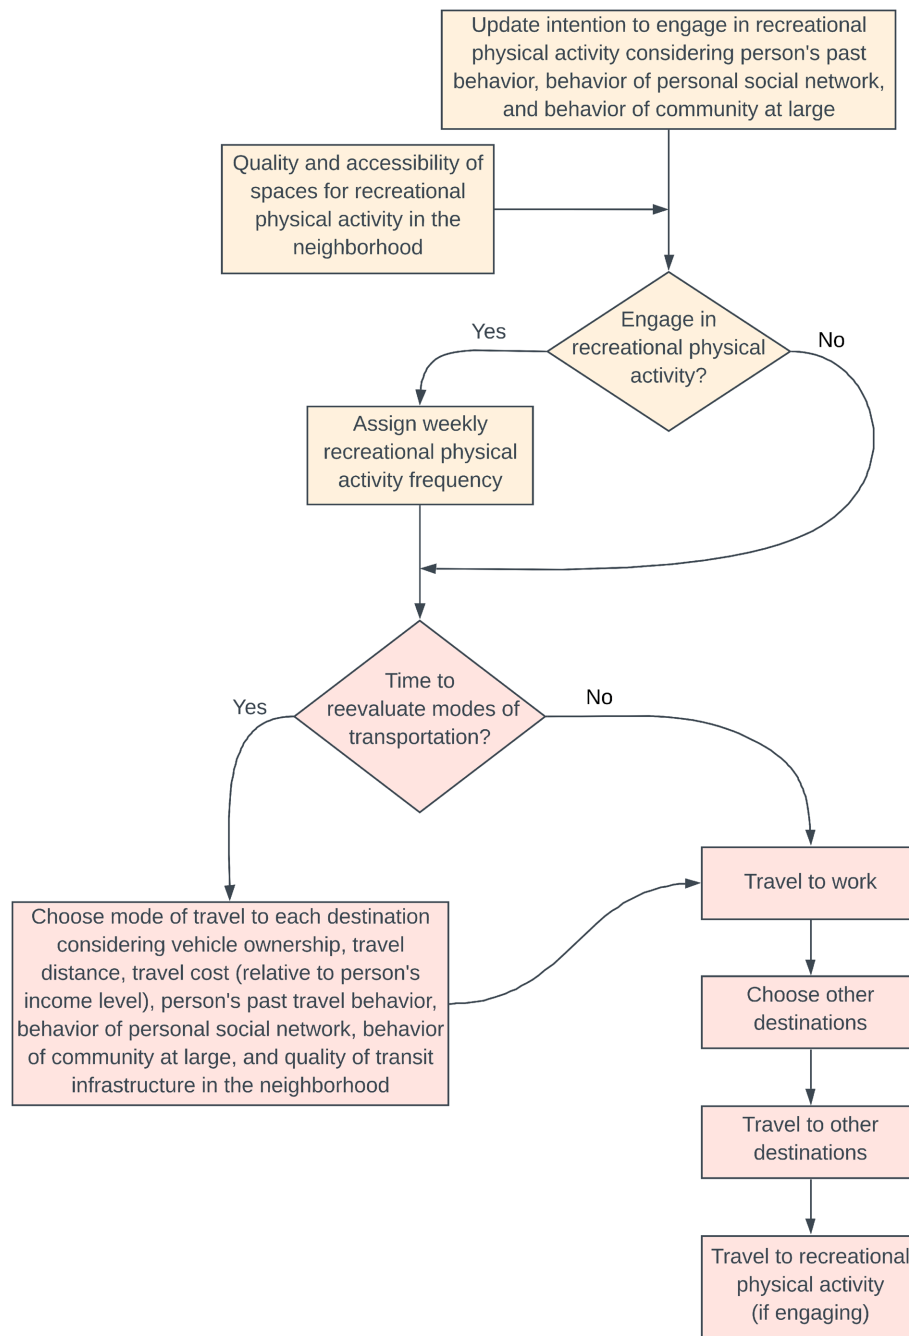 Update intention to engage in recreational
physical activity considering person's past
behavior, behavior of personal social network,
and behavior of community at large
Quality and accessibility of
spaces for recreational
physical activity in the
neighborhood
Engage in
recreational physical
activity?
Yes
No
Assign weekly
recreational physical
activity frequency
Time to
reevaluate modes of
transportation?
Yes
No
Travel to work
Choose mode of travel to each destination
considering vehicle ownership, travel
distance, travel cost (relative to person's
income level), person's past travel behavior,
behavior of personal social network, behavior
of community at large, and quality of transit
infrastructure in the neighborhood
Choose other
destinations
Travel to other
destinations
Travel to recreational
physical activity
(if engaging)